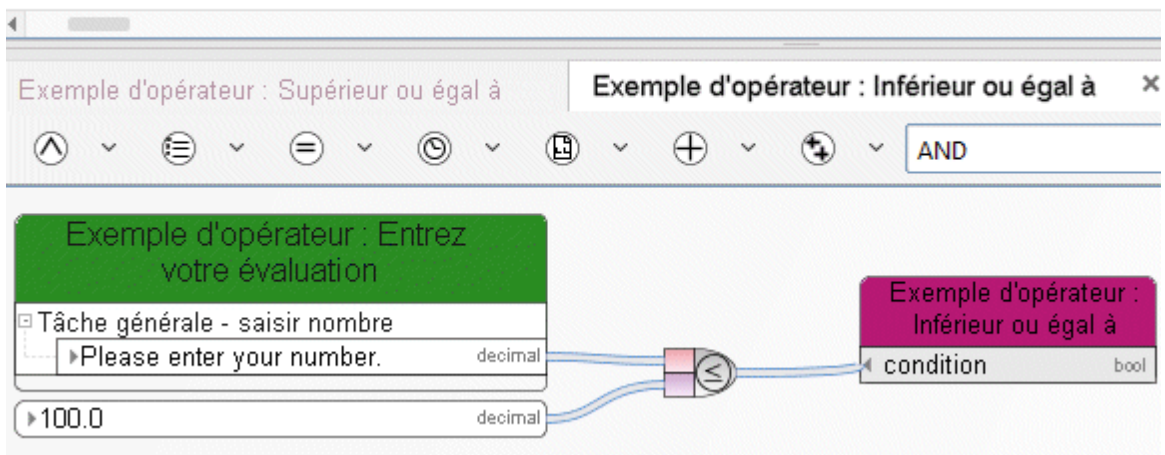 Exemple d'opérateur : Supérieur ou égal à
Exemple d'opérateur : Inférieur ou égal à
AND
Exemple d'opérateur : Entrez
votre évaluation
Tâche générale - saisir nombre
Please enter your number. decimal
100.0 decimal
Exemple d'opérateur :
Inférieur ou égal à
condition bool